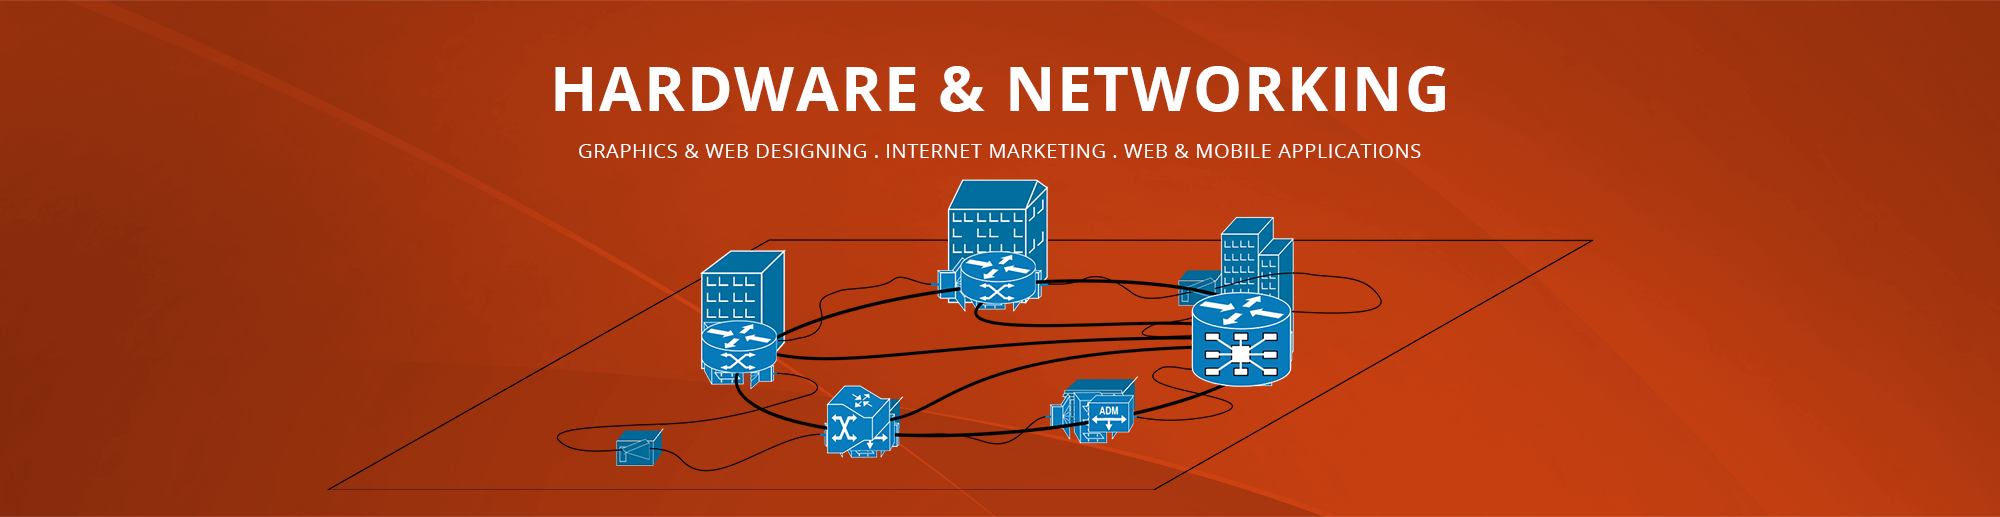 HARDWARE & NETWORKING
GRAPHICS & WEB DESIGNING . INTERNET MARKETING . WEB & MOBILE APPLICATIONS
ADM